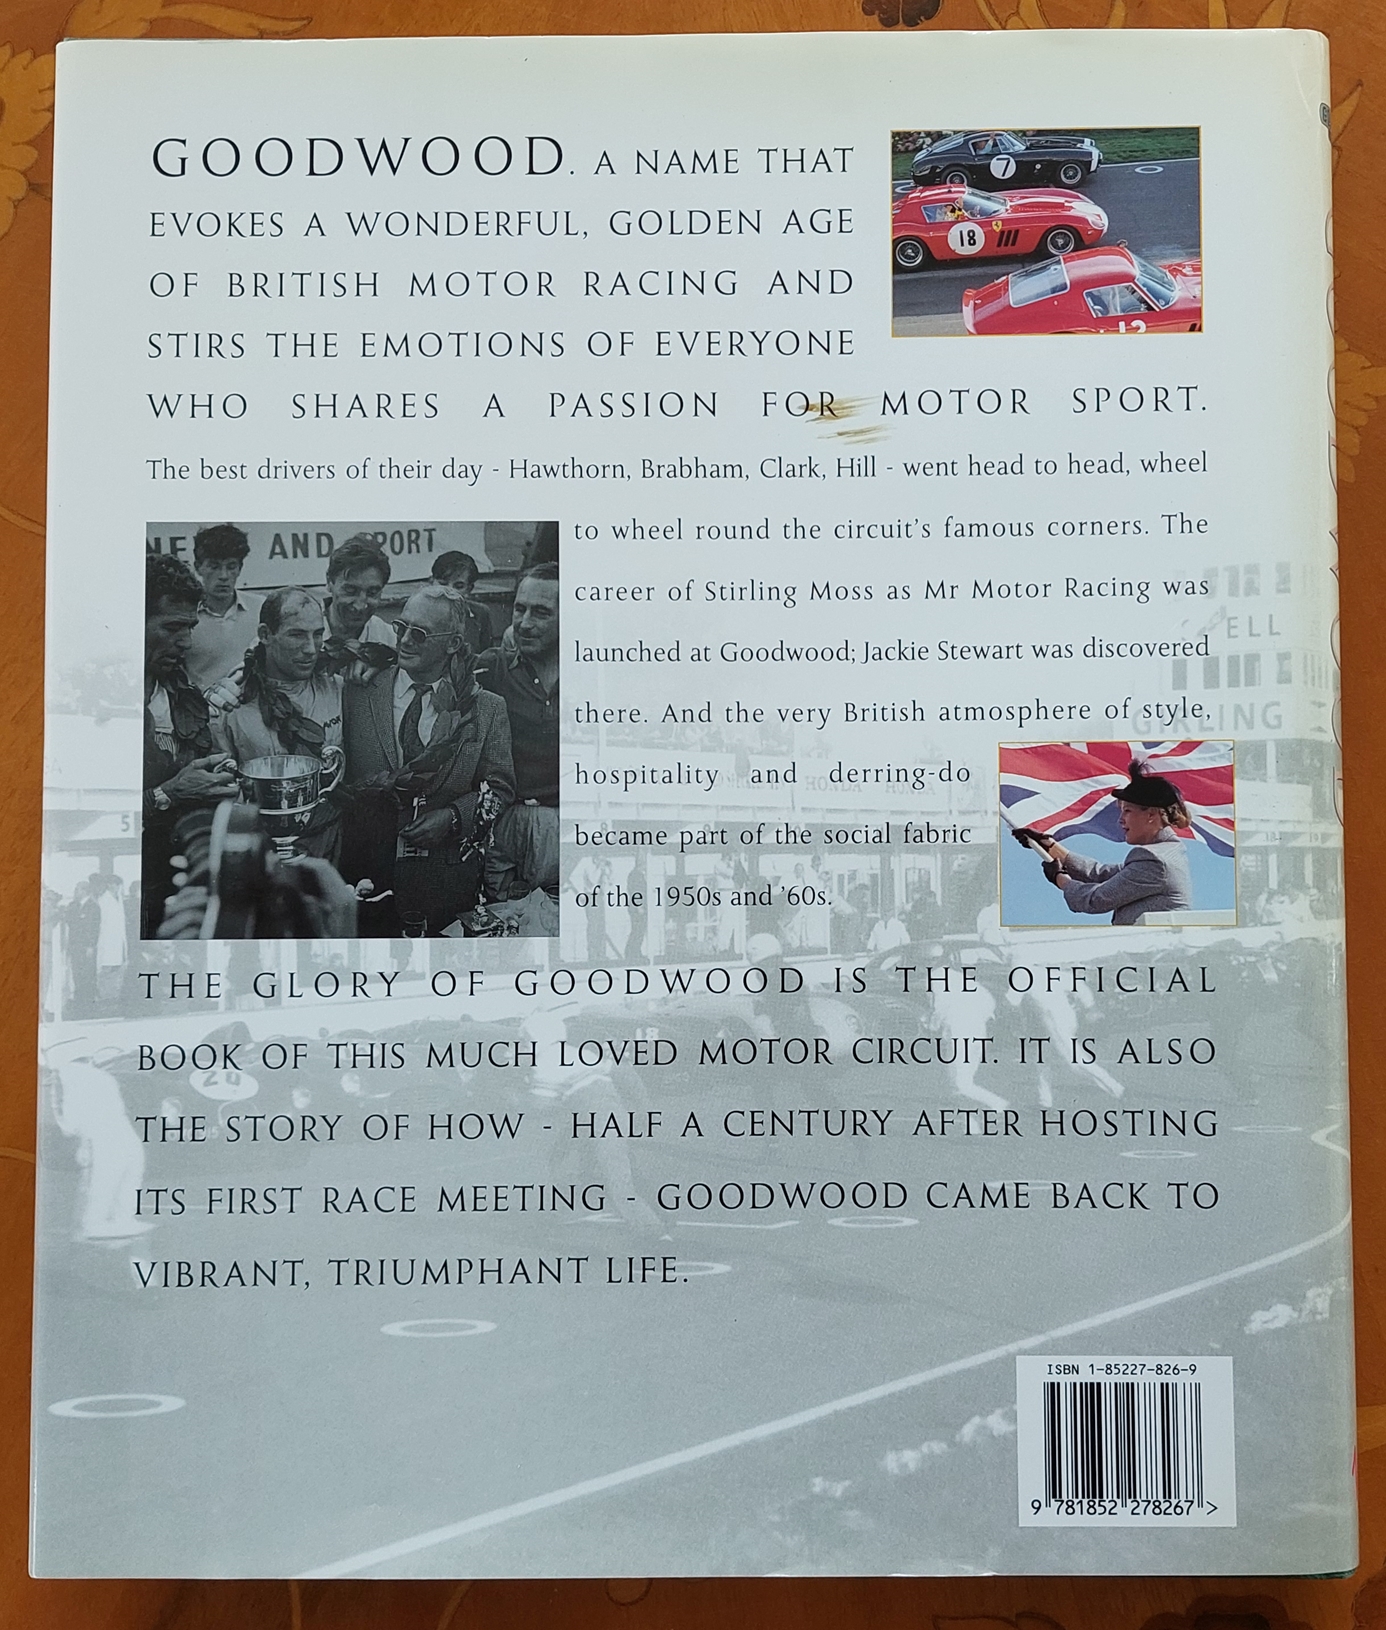 GOODWOOD. A NAME THAT
EVOKES A WONDERFUL, GOLDEN AGE
OF BRITISH MOTOR RACING AND
STIRS THE EMOTIONS OF EVERYONE
WHO SHARES A PASSION FOR MOTOR SPORT.
7
18
12
The best drivers of their day - Hawthorn, Brabham, Clark, Hill - went head to head, wheel
to wheel round the circuit's famous corners. The
career of Stirling Moss as Mr Motor Racing was
launched at Goodwood; Jackie Stewart was discovered
there. And the very British atmosphere of style,
hospitality and derring-do
became part of the social fabric
of the 1950s and '60s.
AND SPORT
ELL
GIRLING
HONDA HONDA
5
THE GLORY OF GOODWOOD IS THE OFFICIAL
BOOK OF THIS MUCH LOVED MOTOR CIRCUIT. IT IS ALSO
THE STORY OF HOW - HALF A CENTURY AFTER HOSTING
ITS FIRST RACE MEETING - GOODWOOD CAME BACK TO
VIBRANT, TRIUMPHANT LIFE.
18
20
ISBN 1-85227-826-9
9 781852 278267 >